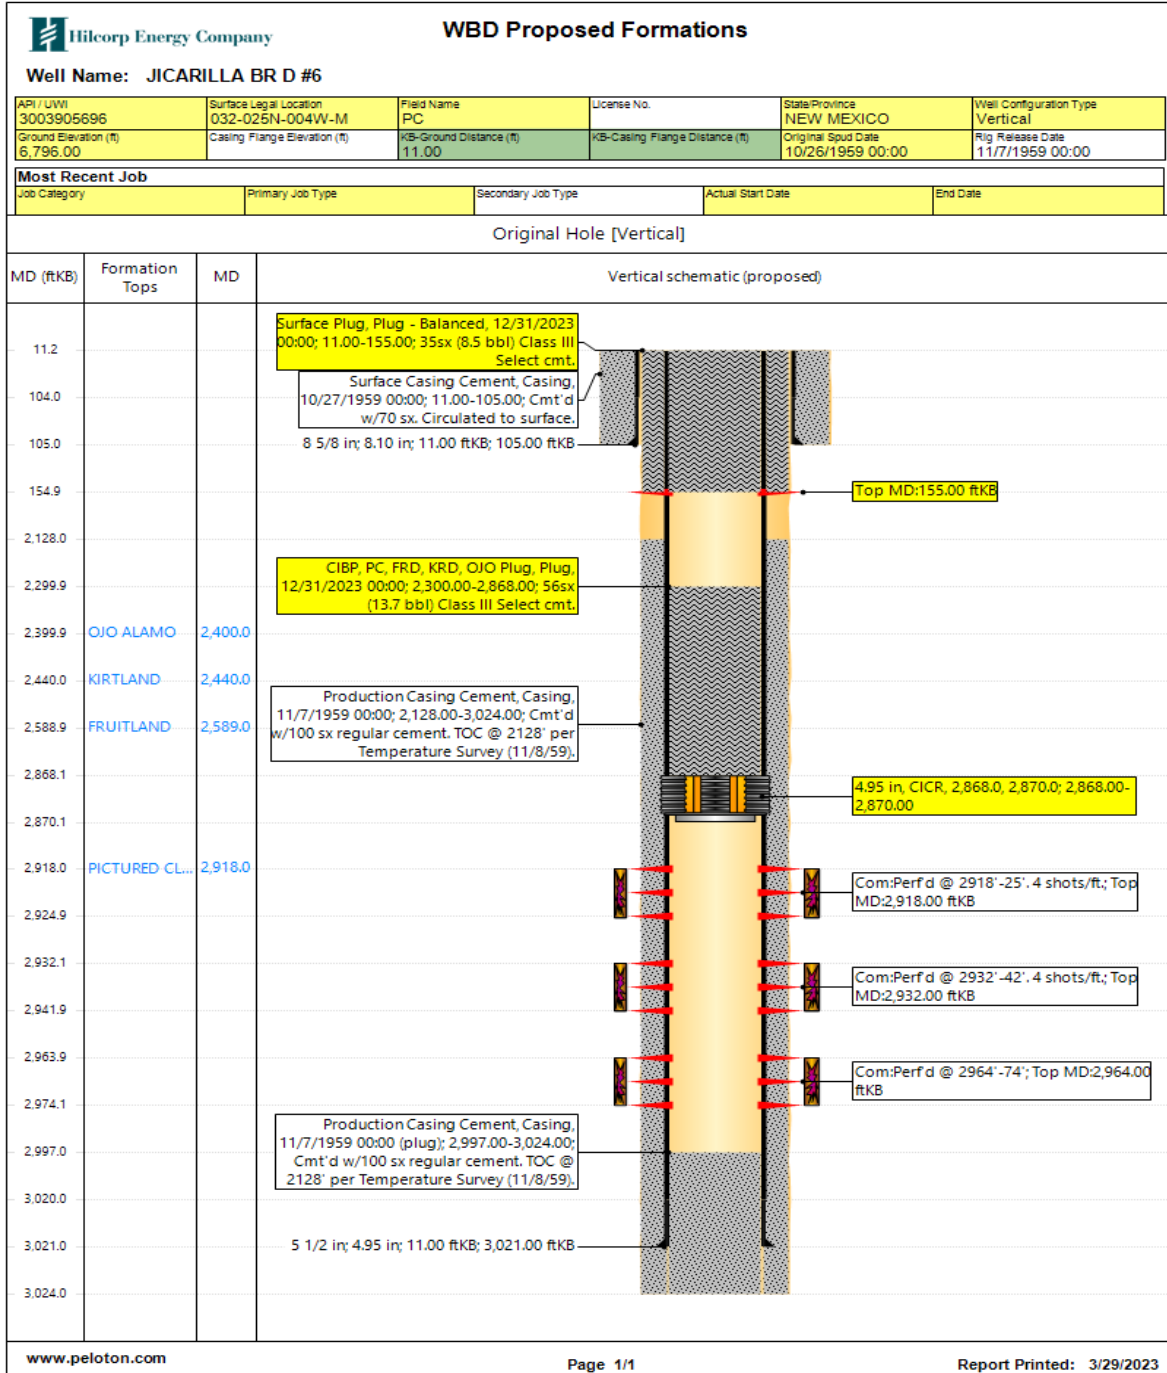 Hilcorp Energy Company
WBD Proposed Formations
Well Name: JICARILLA BR D #6
API / UWI
3003905696
Surface Legal Location
032-025N-004W-M
Field Name
PC
License No.
State/Province
NEW MEXICO
Well Configuration Type
Vertical
Ground Elevation (ft)
6,796.00
Casing Flange Elevation (ft)
KB-Ground Distance (ft)
11.00
KB-Casing Flange Distance (ft)
Original Spud Date
10/26/1959 00:00
Rig Release Date
11/7/1959 00:00
Most Recent Job
Job Category
Primary Job Type
Secondary Job Type
Actual Start Date
End Date
Original Hole [Vertical]
MD (ftKB)
Formation
Tops
MD
Vertical schematic (proposed)
Surface Plug, Plug - Balanced, 12/31/2023
00:00; 11.00-155.00; 35sx (8.5 bbl) Class III
Select cmt.
11.2
Surface Casing Cement, Casing,
10/27/1959 00:00; 11.00-105.00; Cmt'd
w/70 sx. Circulated to surface.
104.0
105.0
8 5/8 in; 8.10 in; 11.00 ftKB; 105.00 ftKB
154.9
Top MD:155.00 ftKB
2,128.0
CIBP, PC, FRD, KRD, OJO Plug, Plug,
12/31/2023 00:00; 2,300.00-2,868.00; 56sx
(13.7 bbl) Class III Select cmt.
2,299.9
2,399.9
OJO ALAMO
2,400.0
2,440.0
KIRTLAND
2,440.0
Production Casing Cement, Casing,
11/7/1959 00:00; 2,128.00-3,024.00; Cmt'd
w/100 sx regular cement. TOC @ 2128' per
Temperature Survey (11/8/59).
2,588.9
FRUITLAND
2,589.0
2,868.1
4.95 in, CICR, 2,868.0, 2,870.0; 2,868.00-
2,870.00
2,870.1
2,918.0
PICTURED CL...
2,918.0
Com:Perf'd @ 2918'-25'. 4 shots/ft.; Top
MD:2,918.00 ftKB
2,924.9
2,932.1
Com:Perf'd @ 2932'-42'. 4 shots/ft.; Top
MD:2,932.00 ftKB
2,941.9
2,963.9
Com:Perf'd @ 2964'-74'; Top MD:2,964.00
ftKB
2,974.1
Production Casing Cement, Casing,
11/7/1959 00:00 (plug); 2,997.00-3,024.00;
Cmt'd w/100 sx regular cement. TOC @
2128' per Temperature Survey (11/8/59).
2,997.0
3,020.0
3,021.0
5 1/2 in; 4.95 in; 11.00 ftKB; 3,021.00 ftKB
3,024.0
www.peloton.com
Page 1/1
Report Printed: 3/29/2023